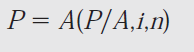 P = A(P/A,i,n)